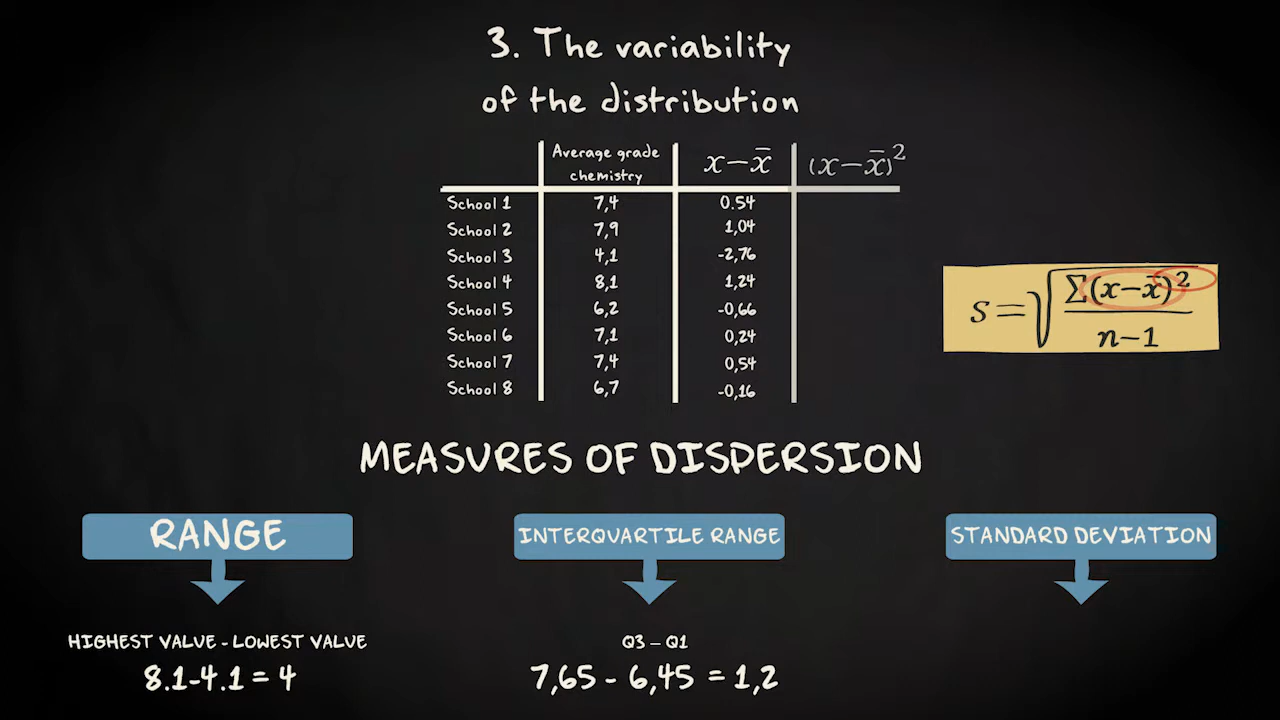 3. The variability
of the distribution
Average grade chemistry x – x̄ (x – x̄)²
School 1 7,4 0.54
School 2 7,9 1,04
School 3 4,1 -2,76
School 4 8,1 1,24
School 5 6,2 -0,66
School 6 7,1 0,24
School 7 7,4 0,54
School 8 6,7 -0,16
s = √(Σ(x – x̄)² / n – 1)
MEASURES OF DISPERSION
RANGE
INTERQUARTILE RANGE
STANDARD DEVIATION
HIGHEST VALUE - LOWEST VALUE
8.1-4.1 = 4
Q3 – Q1
7,65 - 6,45 = 1,2